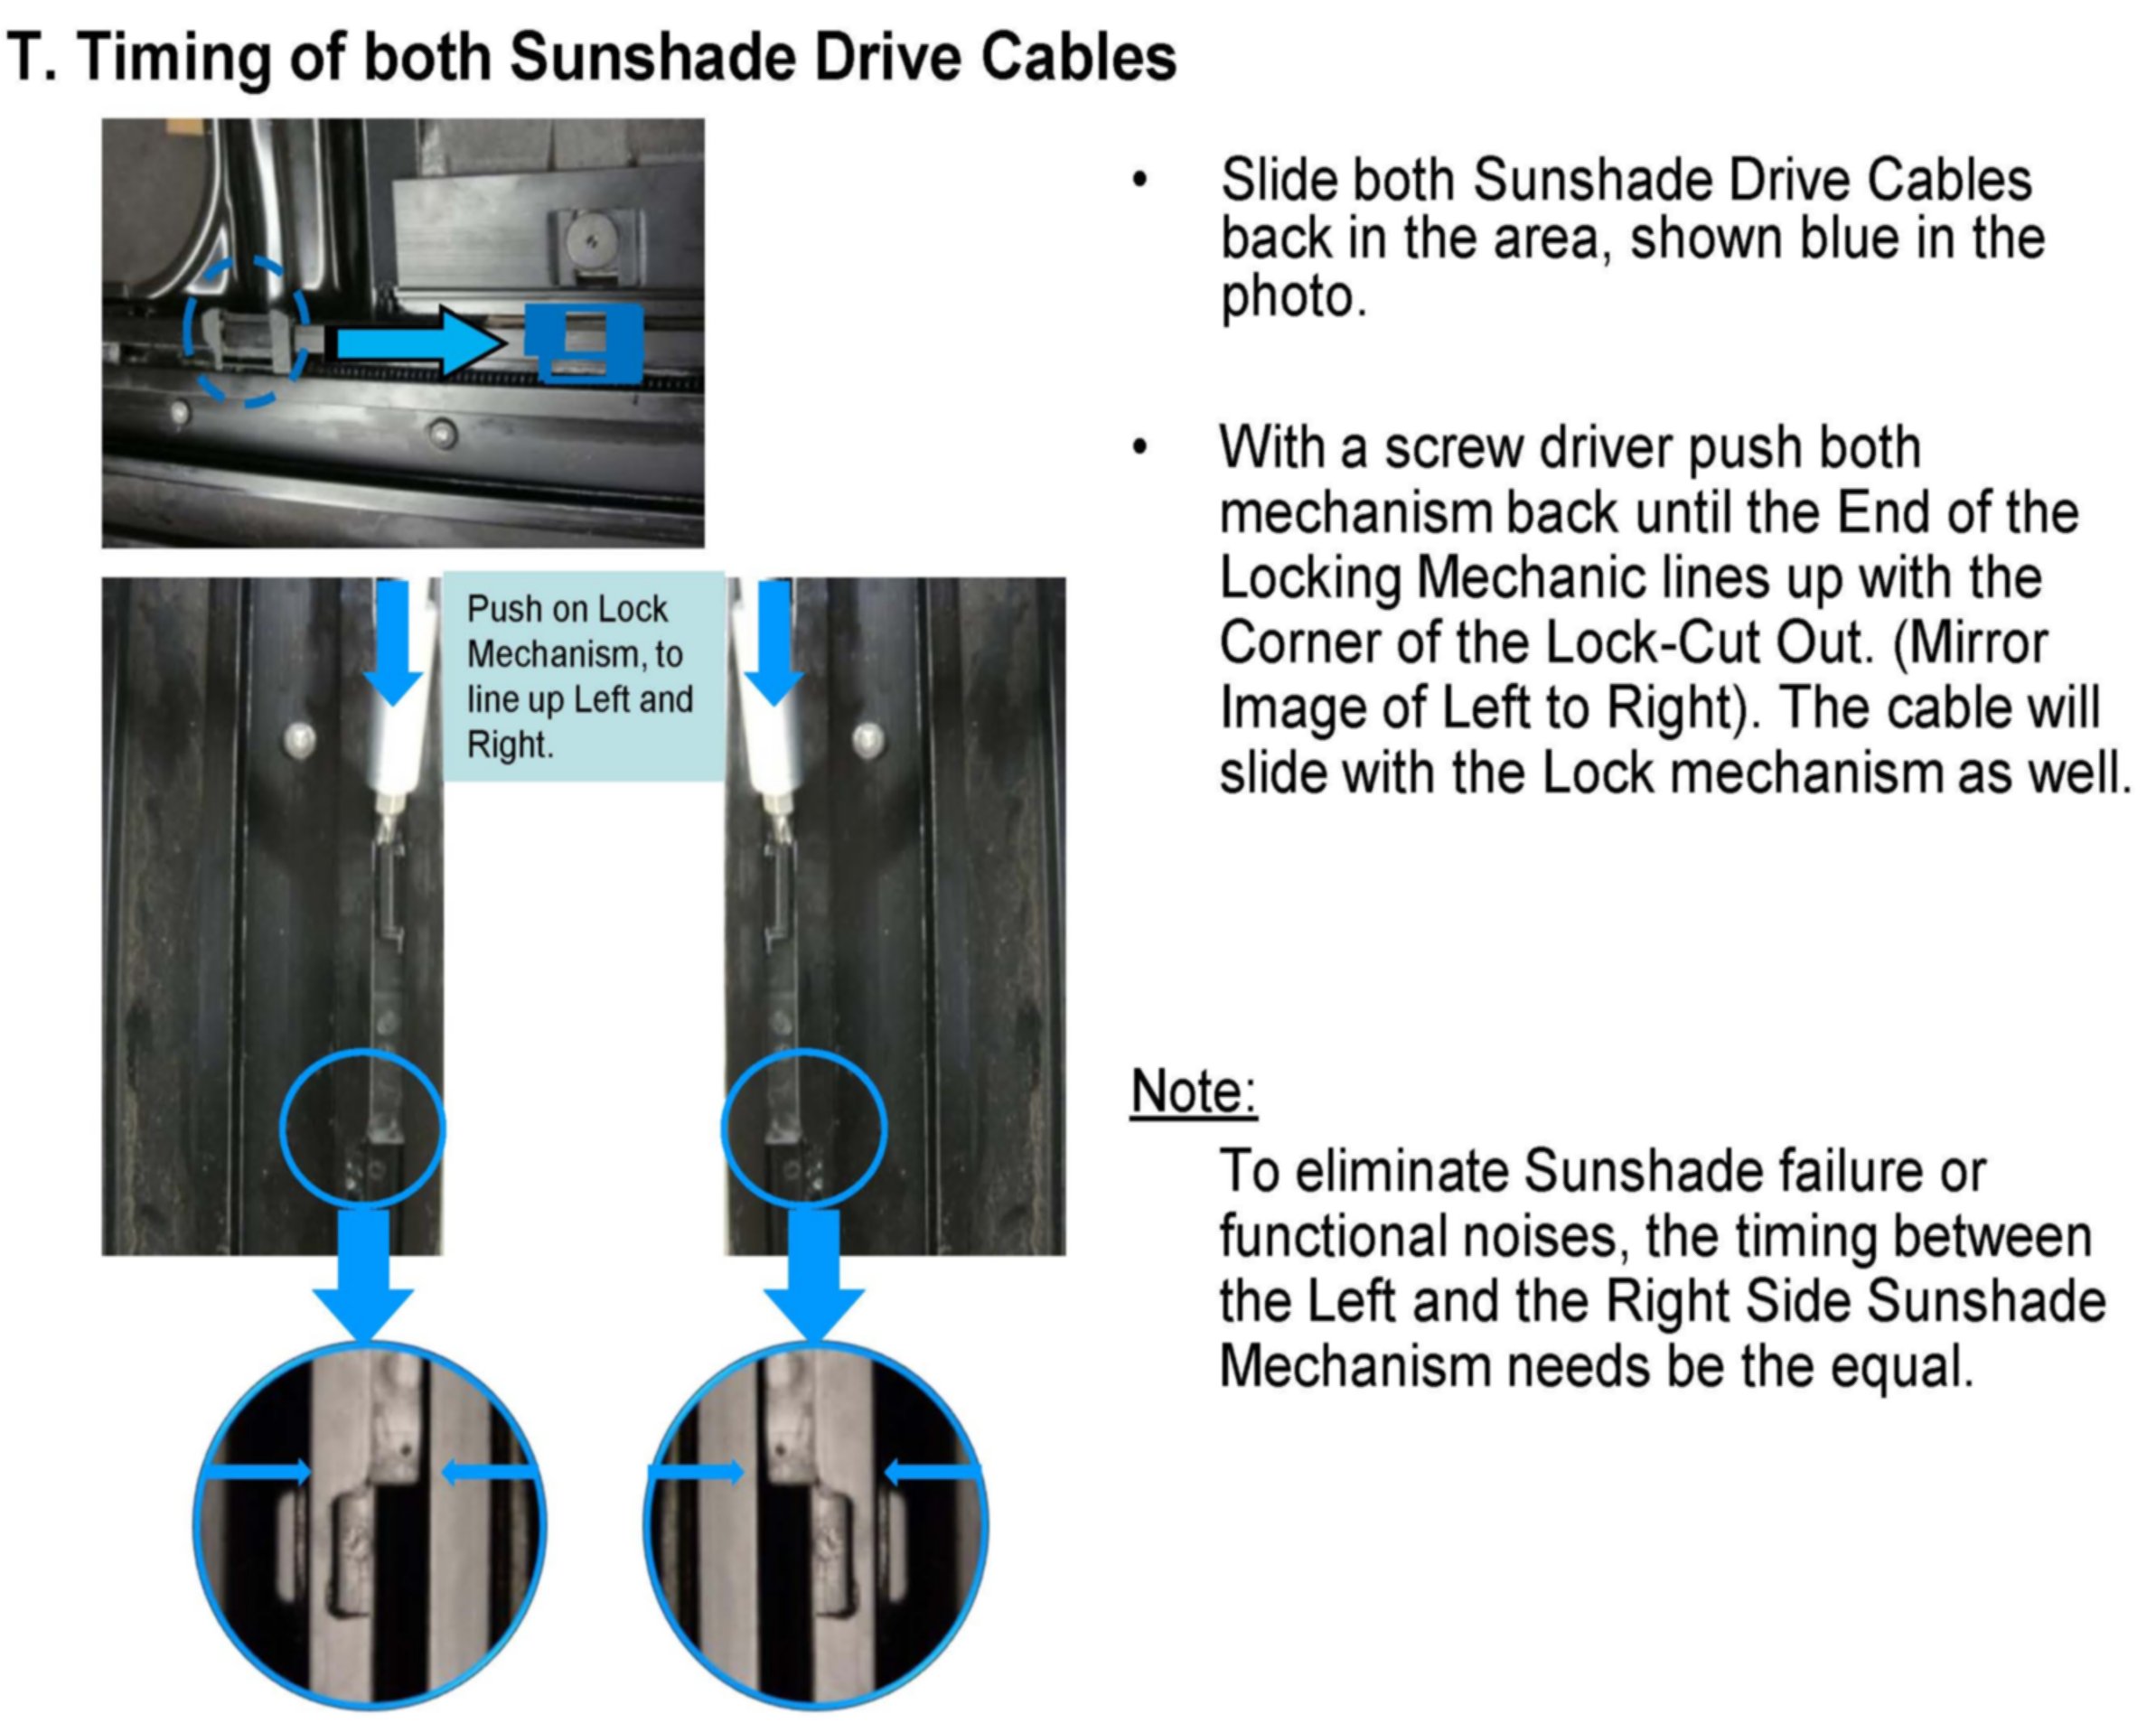 T. Timing of both Sunshade Drive Cables
• Slide both Sunshade Drive Cables
back in the area, shown blue in the
photo.
• With a screw driver push both
mechanism back until the End of the
Locking Mechanic lines up with the
Corner of the Lock-Cut Out. (Mirror
Image of Left to Right). The cable will
slide with the Lock mechanism as well.
Push on Lock
Mechanism, to
line up Left and
Right.
Note:
To eliminate Sunshade failure or
functional noises, the timing between
the Left and the Right Side Sunshade
Mechanism needs be the equal.